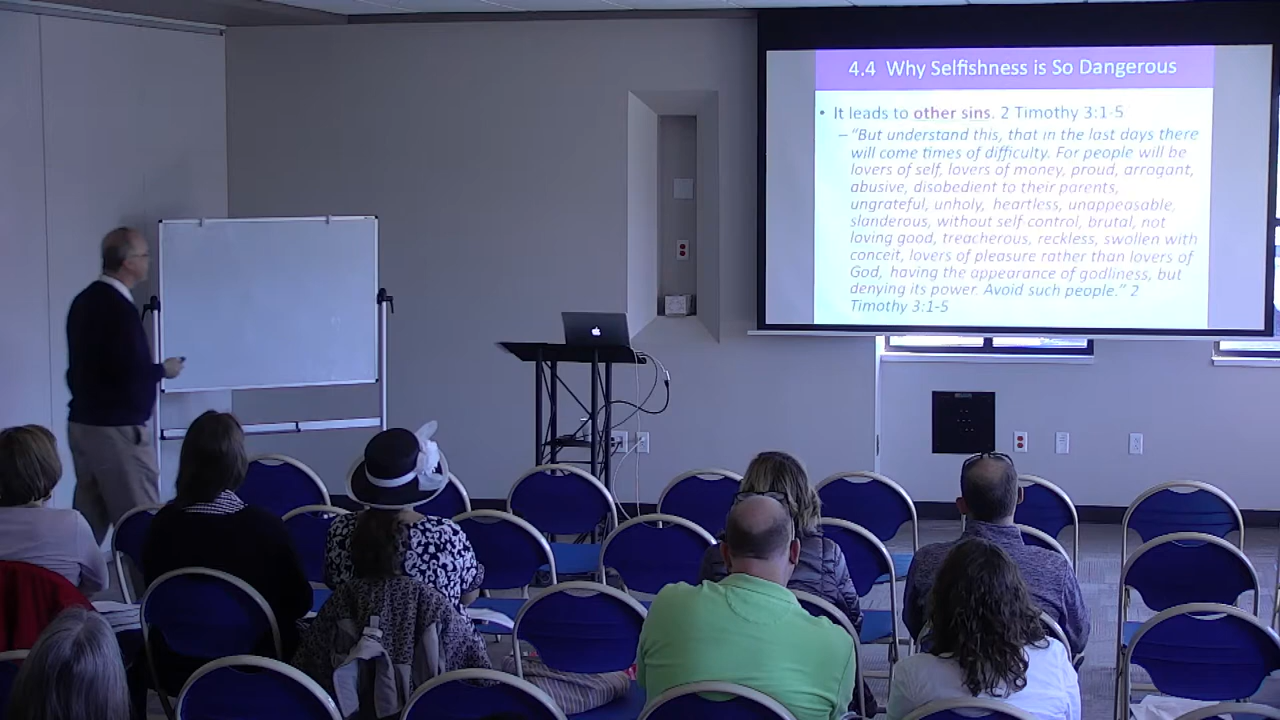 4.4 Why Selfishness is So Dangerous
• It leads to other sins. 2 Timothy 3:1-5
– “But understand this, that in the last days there
will come times of difficulty. For people will be
lovers of self, lovers of money, proud, arrogant,
abusive, disobedient to their parents,
ungrateful, unholy, heartless, unappeasable,
slanderous, without self-control, brutal, not
loving good, treacherous, reckless, swollen with
conceit, lovers of pleasure rather than lovers of
God, having the appearance of godliness, but
denying its power. Avoid such people.” 2
Timothy 3:1-5